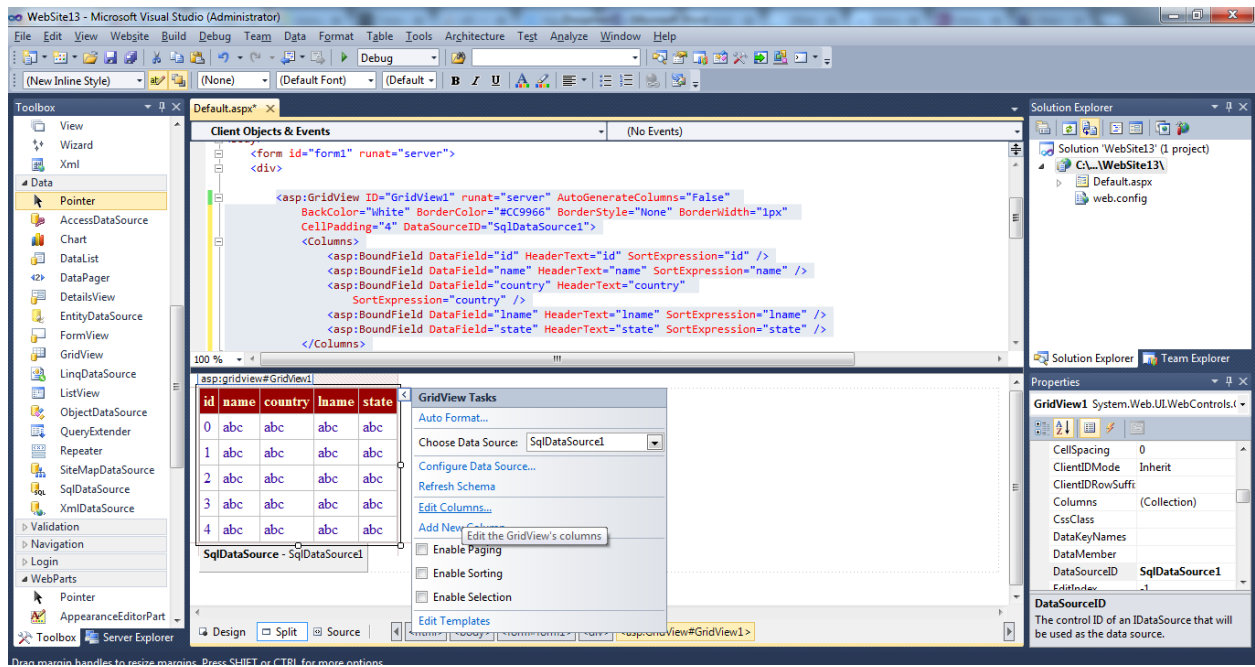 WebSite13 - Microsoft Visual Studio (Administrator)
File Edit View Website Build Debug Team Data Format Table Tools Architecture Test Analyze Window Help
Debug
(New Inline Style) (None) (Default Font) (Default B I U A
Toolbox
View
Wizard
Xml
Data
Pointer
AccessDataSource
Chart
DataList
DataPager
DetailsView
EntityDataSource
FormView
GridView
LinqDataSource
ListView
ObjectDataSource
QueryExtender
Repeater
SiteMapDataSource
SqlDataSource
XmlDataSource
Validation
Navigation
Login
WebParts
Pointer
AppearanceEditorPart
Toolbox Server Explorer
Default.aspx*
Client Objects & Events (No Events)
<form id="form1" runat="server">
<div>
<asp:GridView ID="GridView1" runat="server" AutoGenerateColumns="False"
BackColor="White" BorderColor="#CC9966" BorderStyle="None" BorderWidth="1px"
CellPadding="4" DataSourceID="SqlDataSource1">
<Columns>
<asp:BoundField DataField="id" HeaderText="id" SortExpression="id" />
<asp:BoundField DataField="name" HeaderText="name" SortExpression="name" />
<asp:BoundField DataField="country" HeaderText="country"
SortExpression="country" />
<asp:BoundField DataField="lname" HeaderText="lname" SortExpression="lname" />
<asp:BoundField DataField="state" HeaderText="state" SortExpression="state" />
</Columns>
100 %
asp:gridview#GridView1
id name country lname state
0 abc abc abc abc
1 abc abc abc abc
2 abc abc abc abc
3 abc abc abc abc
4 abc abc abc abc
SqlDataSource - SqlDataSource1
GridView Tasks
Auto Format...
Choose Data Source: SqlDataSource1
Configure Data Source...
Refresh Schema
Edit Columns...
Add New Column
Edit the GridView's columns
Enable Paging
Enable Sorting
Enable Selection
Edit Templates
Design Split Source <html> <body> <form#form1> <div> <asp:GridView#GridView1>
Solution Explorer
Solution 'WebSite13' (1 project)
C:\...\WebSite13\
Default.aspx
web.config
Solution Explorer Team Explorer
Properties
GridView1 System.Web.UI.WebControls.(
CellSpacing 0
ClientIDMode Inherit
ClientIDRowSuffi
Columns (Collection)
CssClass
DataKeyNames
DataMember
DataSourceID SqlDataSource1
EditIndex -1
DataSourceID
The control ID of an IDataSource that will
be used as the data source.
Drag margin handles to resize margins. Press SHIFT or CTRL for more options.